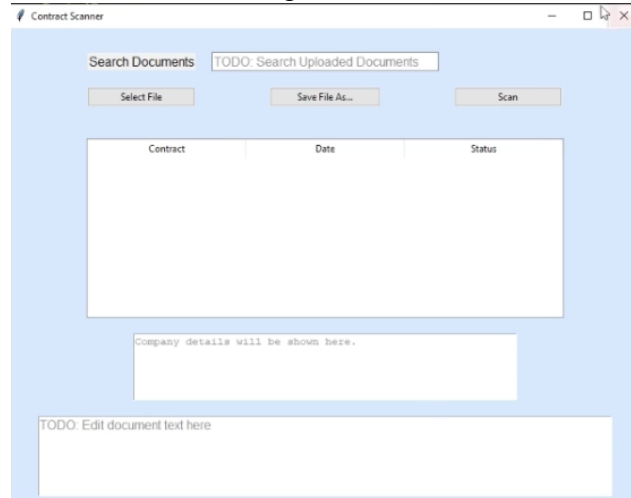 Contract Scanner
Search Documents TODO: Search Uploaded Documents
Select File Save File As... Scan
Contract Date Status
Company details will be shown here.
TODO: Edit document text here